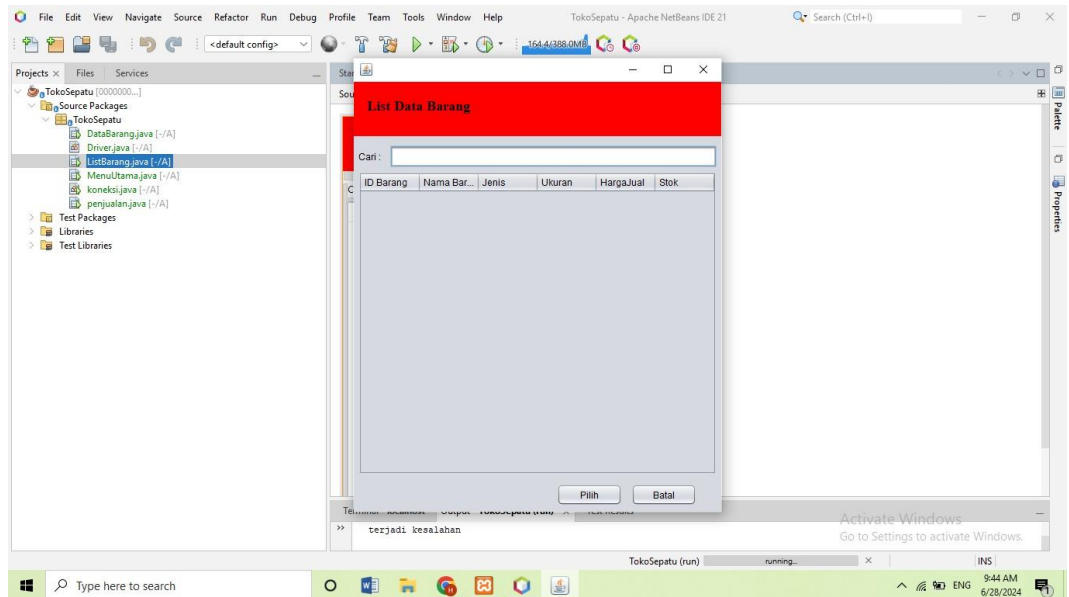 File Edit View Navigate Source Refactor Run Debug Profile Team Tools Window Help TokoSepatu - Apache NetBeans IDE 21 Search (Ctrl+I)
<default config> 164.4/388.0MB
Projects Files Services
TokoSepatu [0000000...]
Source Packages
TokoSepatu
DataBarang.java [-/A]
Driver.java [-/A]
ListBarang.java [-/A]
MenuUtama.java [-/A]
koneksi.java [-/A]
penjualan.java [-/A]
Test Packages
Libraries
Test Libraries
List Data Barang
Cari :
ID Barang Nama Bar... Jenis Ukuran HargaJual Stok
Pilih Batal
Palette
Properties
terjadi kesalahan
Activate Windows
Go to Settings to activate Windows.
TokoSepatu (run) running... INS
Type here to search ENG 9:44 AM
6/28/2024